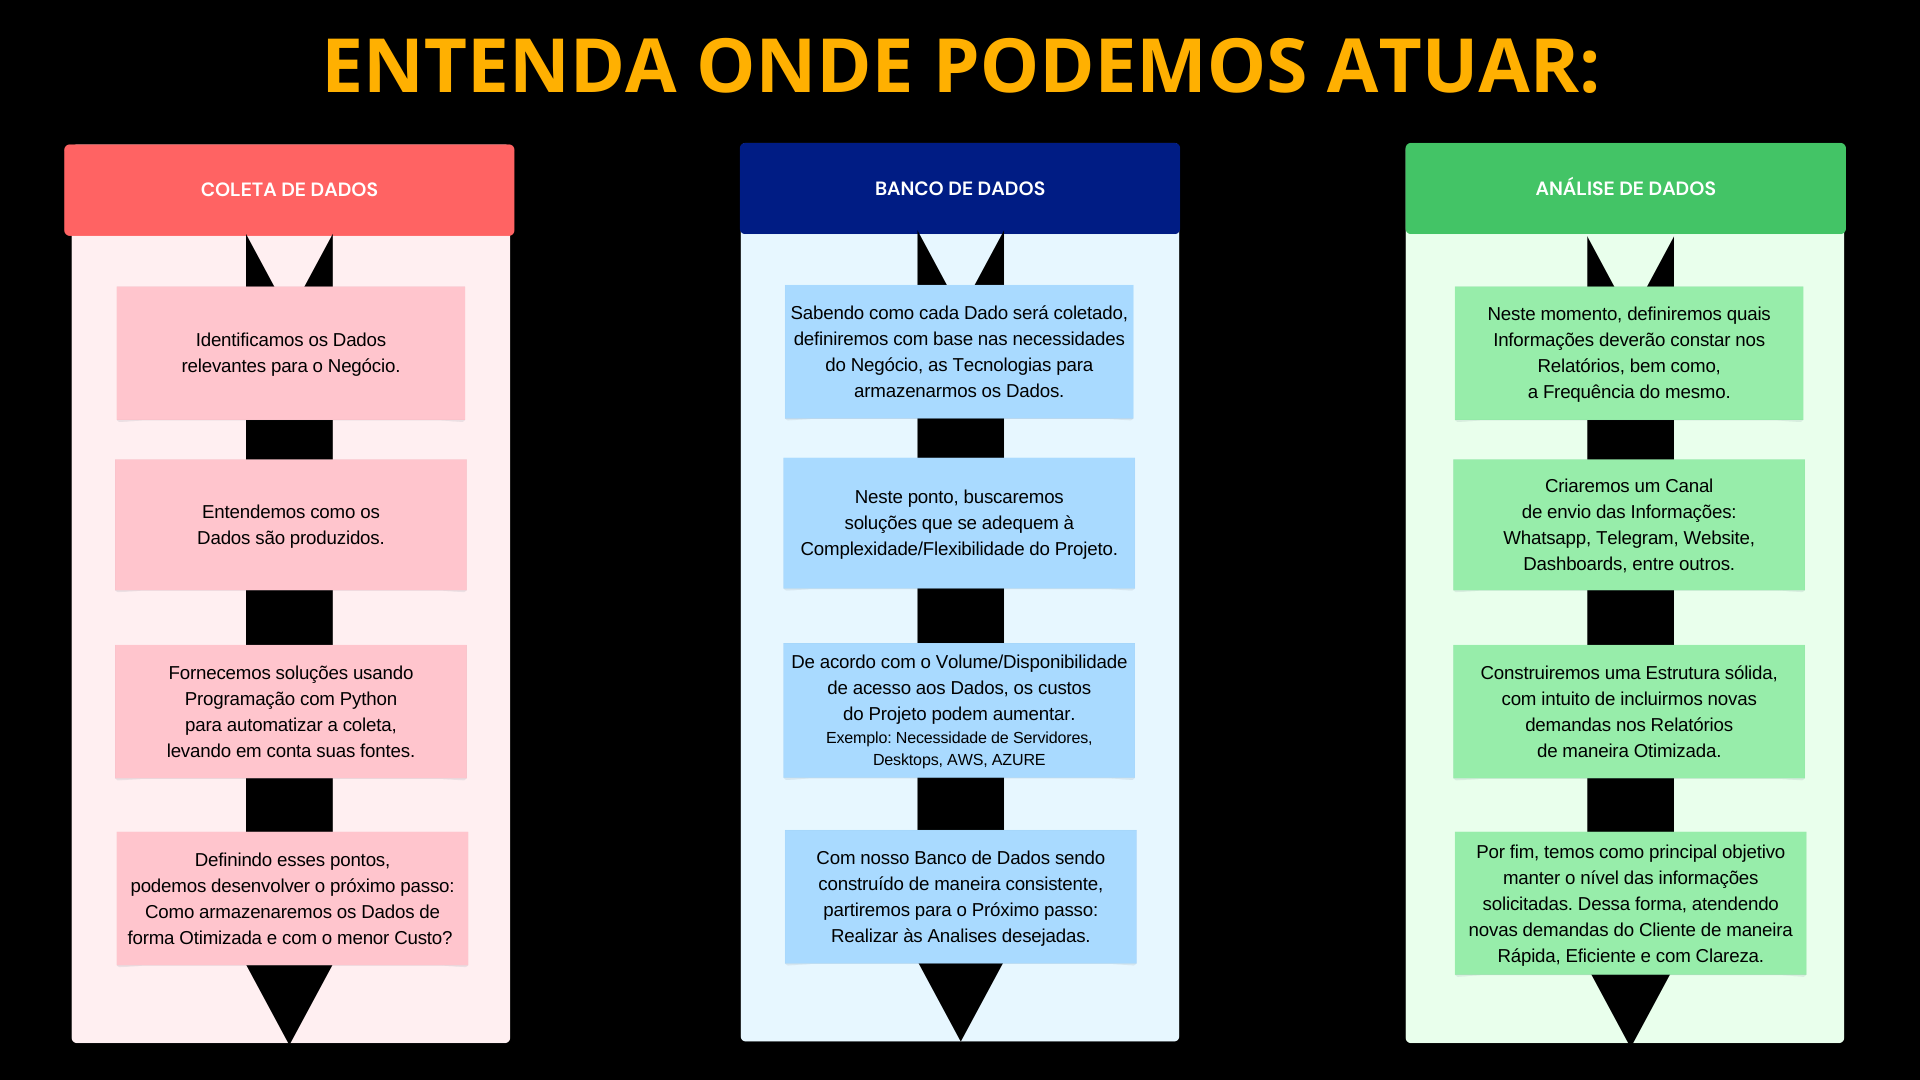 ENTENDA ONDE PODEMOS ATUAR:
COLETA DE DADOS
Identificamos os Dados
relevantes para o Negócio.
Entendemos como os
Dados são produzidos.
Fornecemos soluções usando
Programação com Python
para automatizar a coleta,
levando em conta suas fontes.
Definindo esses pontos,
podemos desenvolver o próximo passo:
Como armazenaremos os Dados de
forma Otimizada e com o menor Custo?
BANCO DE DADOS
Sabendo como cada Dado será coletado,
definiremos com base nas necessidades
do Negócio, as Tecnologias para
armazenarmos os Dados.
Neste ponto, buscaremos
soluções que se adequem à
Complexidade/Flexibilidade do Projeto.
De acordo com o Volume/Disponibilidade
de acesso aos Dados, os custos
do Projeto podem aumentar.
Exemplo: Necessidade de Servidores,
Desktops, AWS, AZURE
Com nosso Banco de Dados sendo
construído de maneira consistente,
partiremos para o Próximo passo:
Realizar às Analises desejadas.
ANÁLISE DE DADOS
Neste momento, definiremos quais
Informações deverão constar nos
Relatórios, bem como,
a Frequência do mesmo.
Criaremos um Canal
de envio das Informações:
Whatsapp, Telegram, Website,
Dashboards, entre outros.
Construiremos uma Estrutura sólida,
com intuito de incluirmos novas
demandas nos Relatórios
de maneira Otimizada.
Por fim, temos como principal objetivo
manter o nível das informações
solicitadas. Dessa forma, atendendo
novas demandas do Cliente de maneira
Rápida, Eficiente e com Clareza.